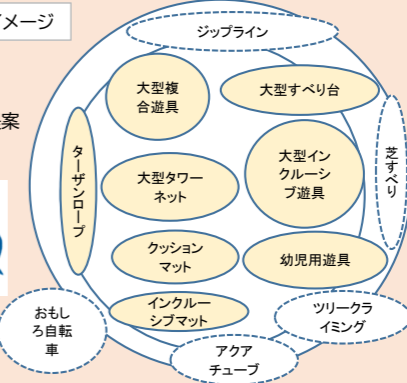 イメージ
ジップライン
案
大型複
合遊具
大型すべり台
ターザンロープ
大型タワー
ネット
大型イン
クルーシ
ブ遊具
芝すべり
クッション
マット
幼児用遊具
インクルー
シブマット
おもし
ろ自転
車
ツリークラ
イミング
アクア
チューブ